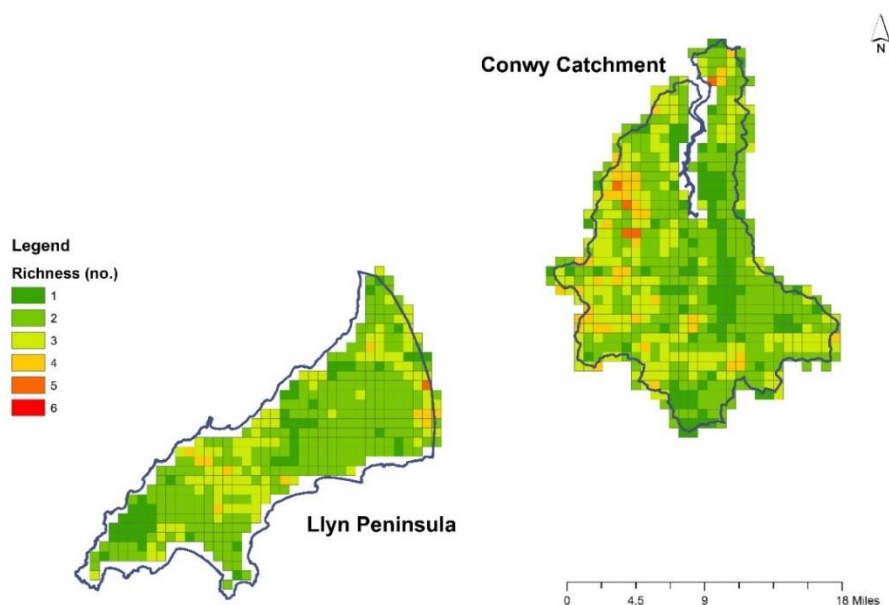 Conwy Catchment
N
Legend
Richness (no.)
1
2
3
4
5
6
Llyn Peninsula
0 4.5 9 18 Miles